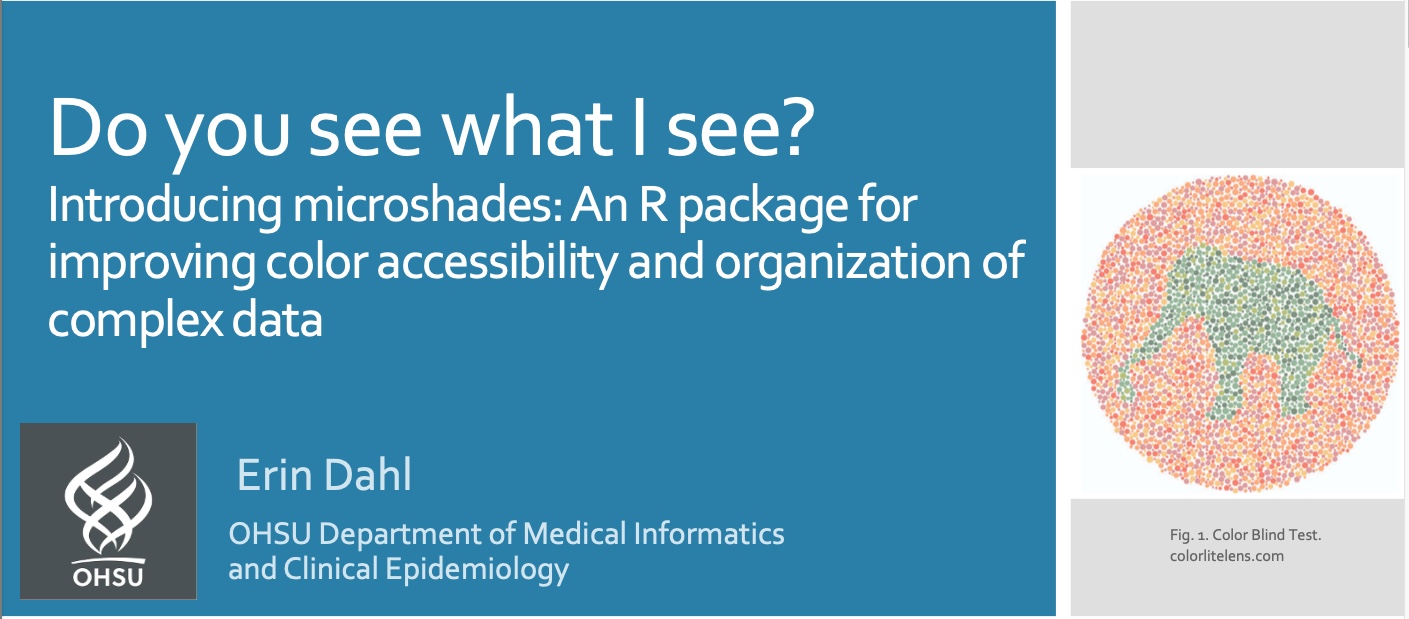 Do you see what I see?
Introducing microshades: An R package for
improving color accessibility and organization of
complex data
Erin Dahl
OHSU Department of Medical Informatics
and Clinical Epidemiology
OHSU
Fig. 1. Color Blind Test.
colorlitelens.com